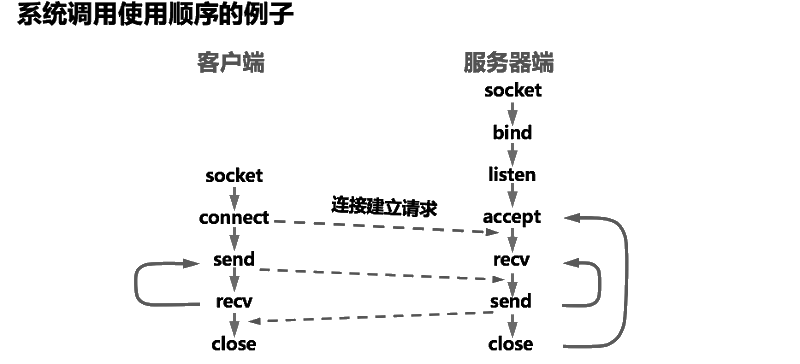 系统调用使用顺序的例子
客户端
服务器端
socket
bind
listen
socket
连接建立请求
connect
accept
send
recv
recv
send
close
close